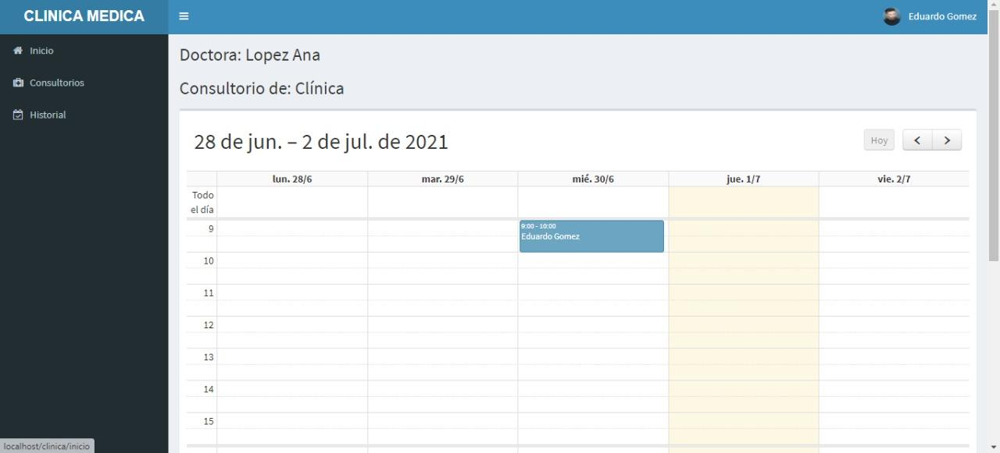 CLINICA MEDICA
Eduardo Gomez
Inicio
Consultorios
Historial
Doctora: Lopez Ana
Consultorio de: Clínica
28 de jun. – 2 de jul. de 2021
Hoy
lun. 28/6 mar. 29/6 mié. 30/6 jue. 1/7 vie. 2/7
Todo
el día
9
9:00 - 10:00
Eduardo Gomez
10
11
12
13
14
15
localhost/clinica/inicio